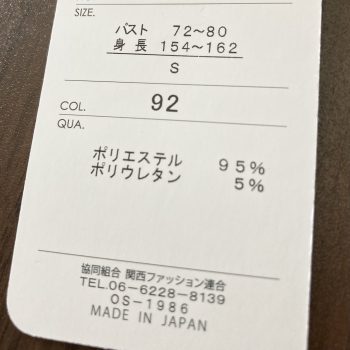 SIZE.
バスト 72～80
身長 154～162
S
COL. 92
QUA.
ポリエステル 95%
ポリウレタン 5%
協同組合 関西ファッション連合
TEL.06-6228-8139
OS-1986
MADE IN JAPAN